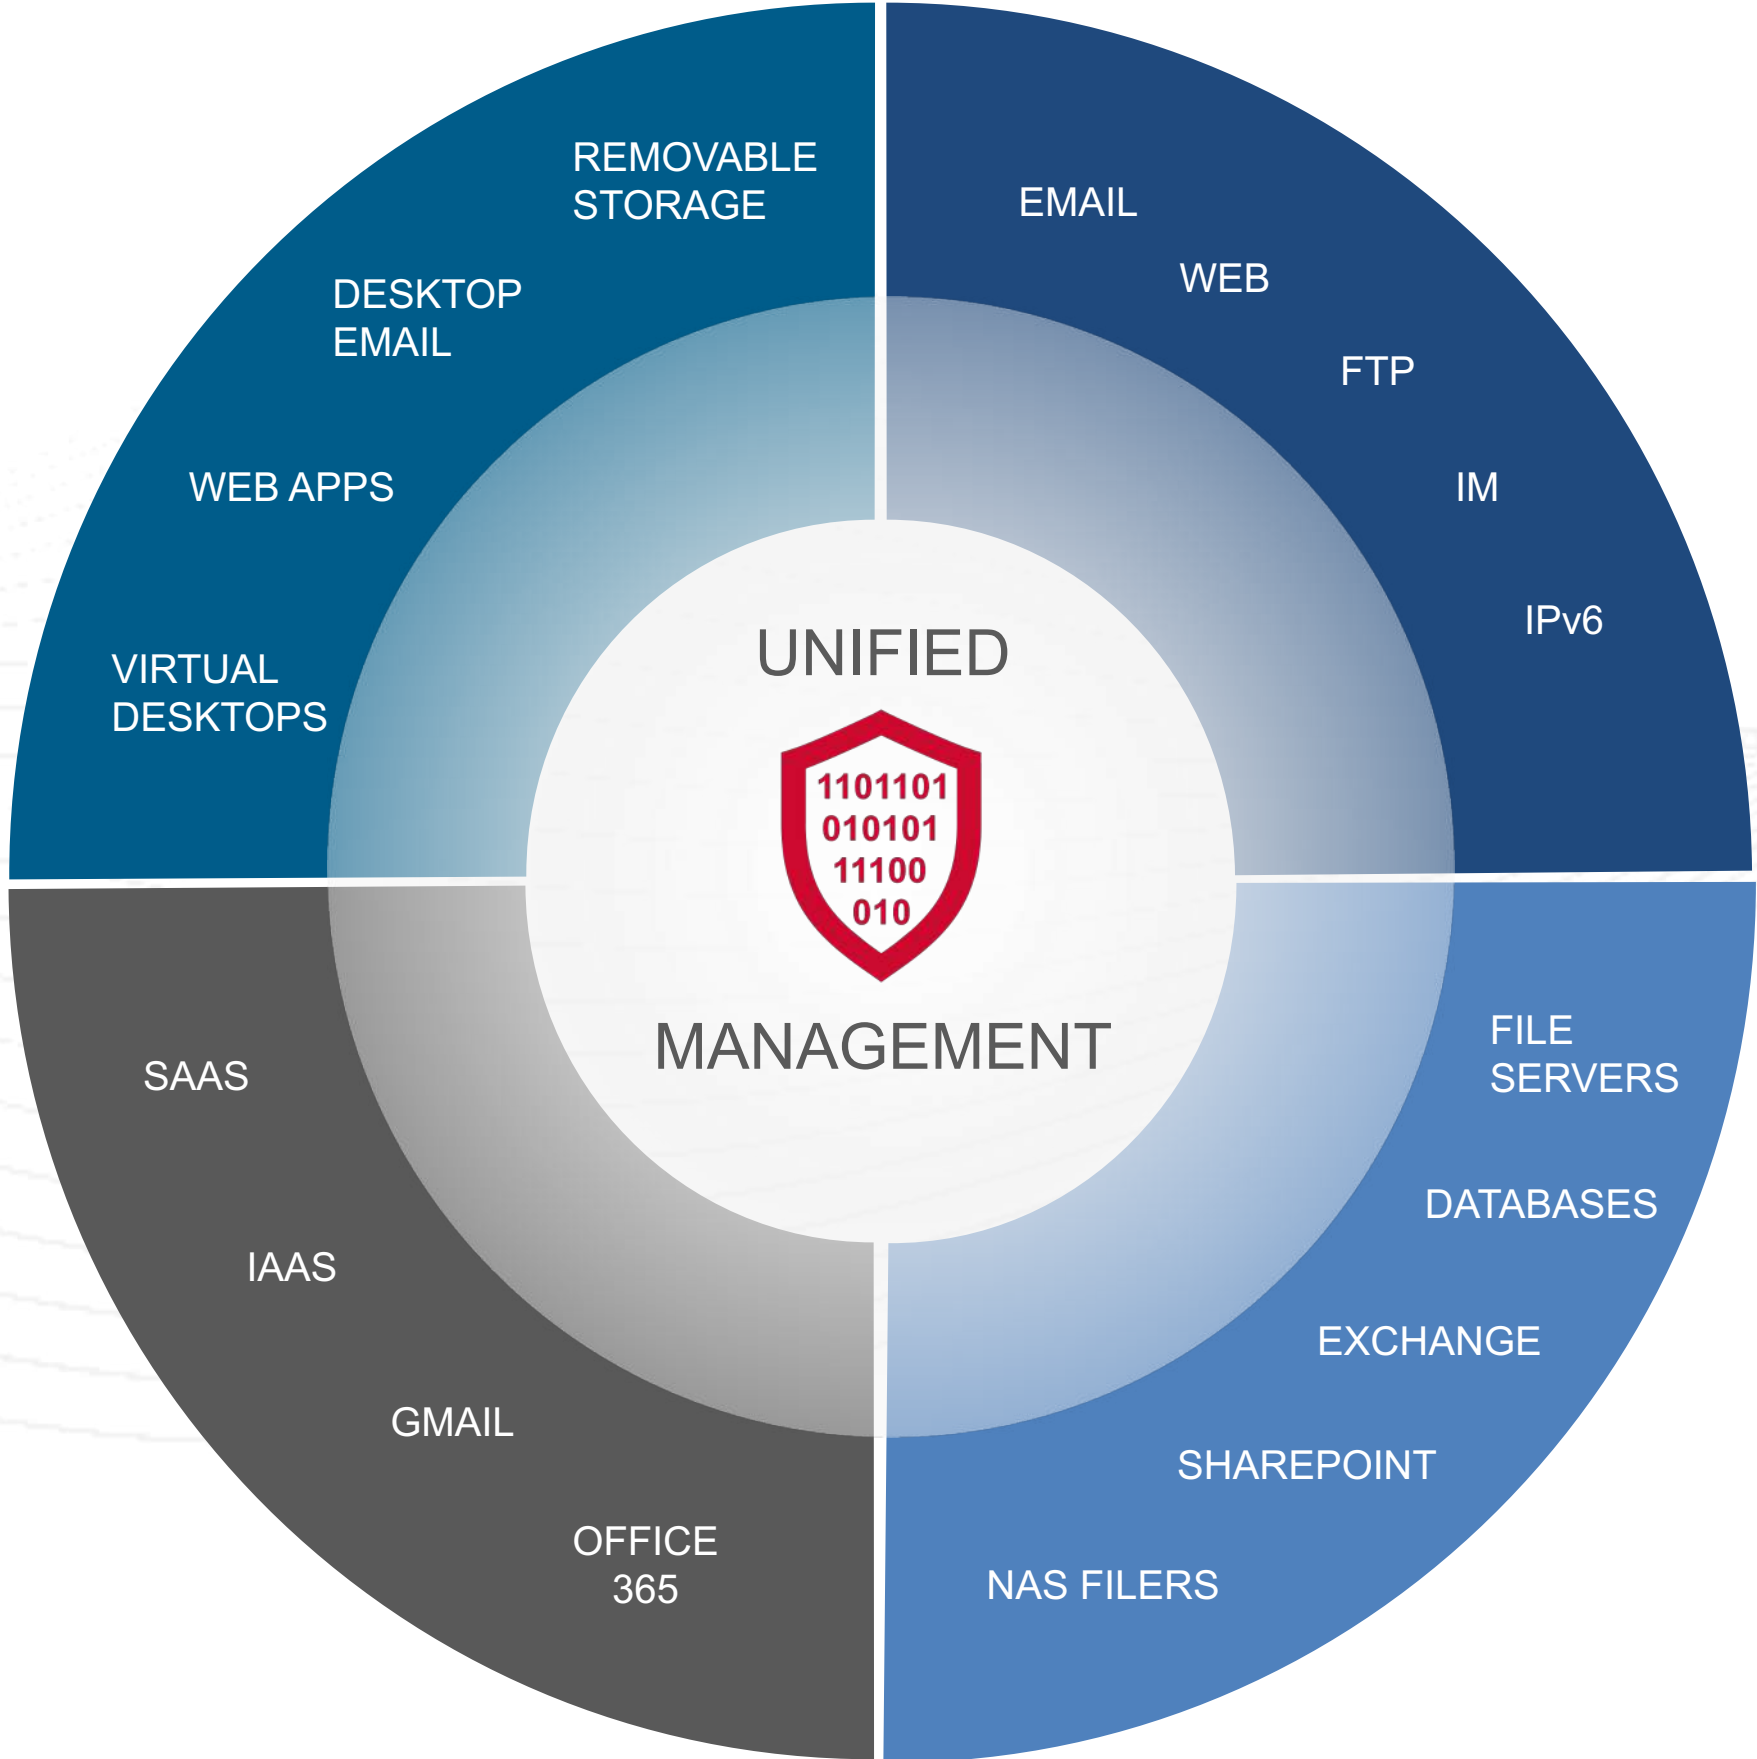 REMOVABLE
STORAGE
DESKTOP
EMAIL
WEB APPS
VIRTUAL
DESKTOPS
EMAIL
WEB
FTP
IM
IPv6
UNIFIED
1101101
010101
11100
010
MANAGEMENT
SAAS
IAAS
GMAIL
OFFICE
365
FILE
SERVERS
DATABASES
EXCHANGE
SHAREPOINT
NAS FILERS